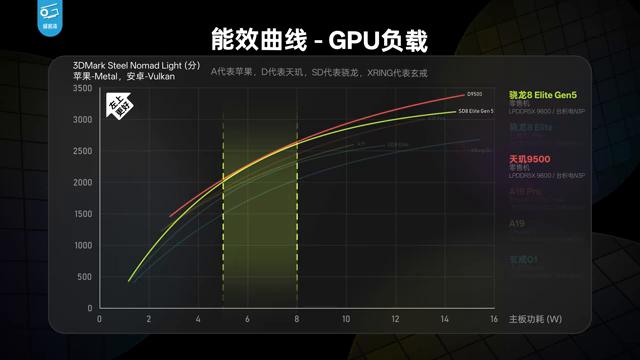 极客湾
能效曲线 - GPU负载
3DMark Steel Nomad Light (分)
苹果-Metal，安卓-Vulkan
A代表苹果，D代表天玑，SD代表骁龙，XRING代表玄戒
左上更好
3500
3000
2500
2000
1500
1000
500
0
0 2 4 6 8 10 12 14 16
主板功耗 (W)
D9500
SD8 Elite Gen 5
骁龙8 Elite Gen5
零售机
LPDDR5X 9600 / 台积电N3P
骁龙8 Elite
天玑9500
零售机
LPDDR5X 9600 / 台积电N3P
A19 Pro
A19
玄戒O1